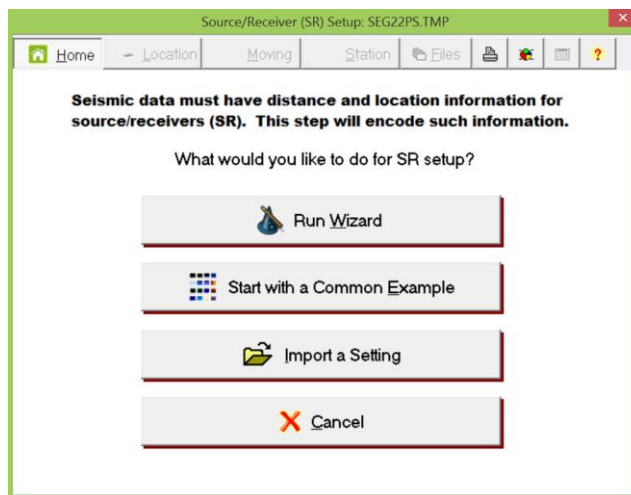 Source/Receiver (SR) Setup: SEG22PS.TMP
Home Location Moving Station Files ?
Seismic data must have distance and location information for
source/receivers (SR). This step will encode such information.
What would you like to do for SR setup?
Run Wizard
Start with a Common Example
Import a Setting
Cancel